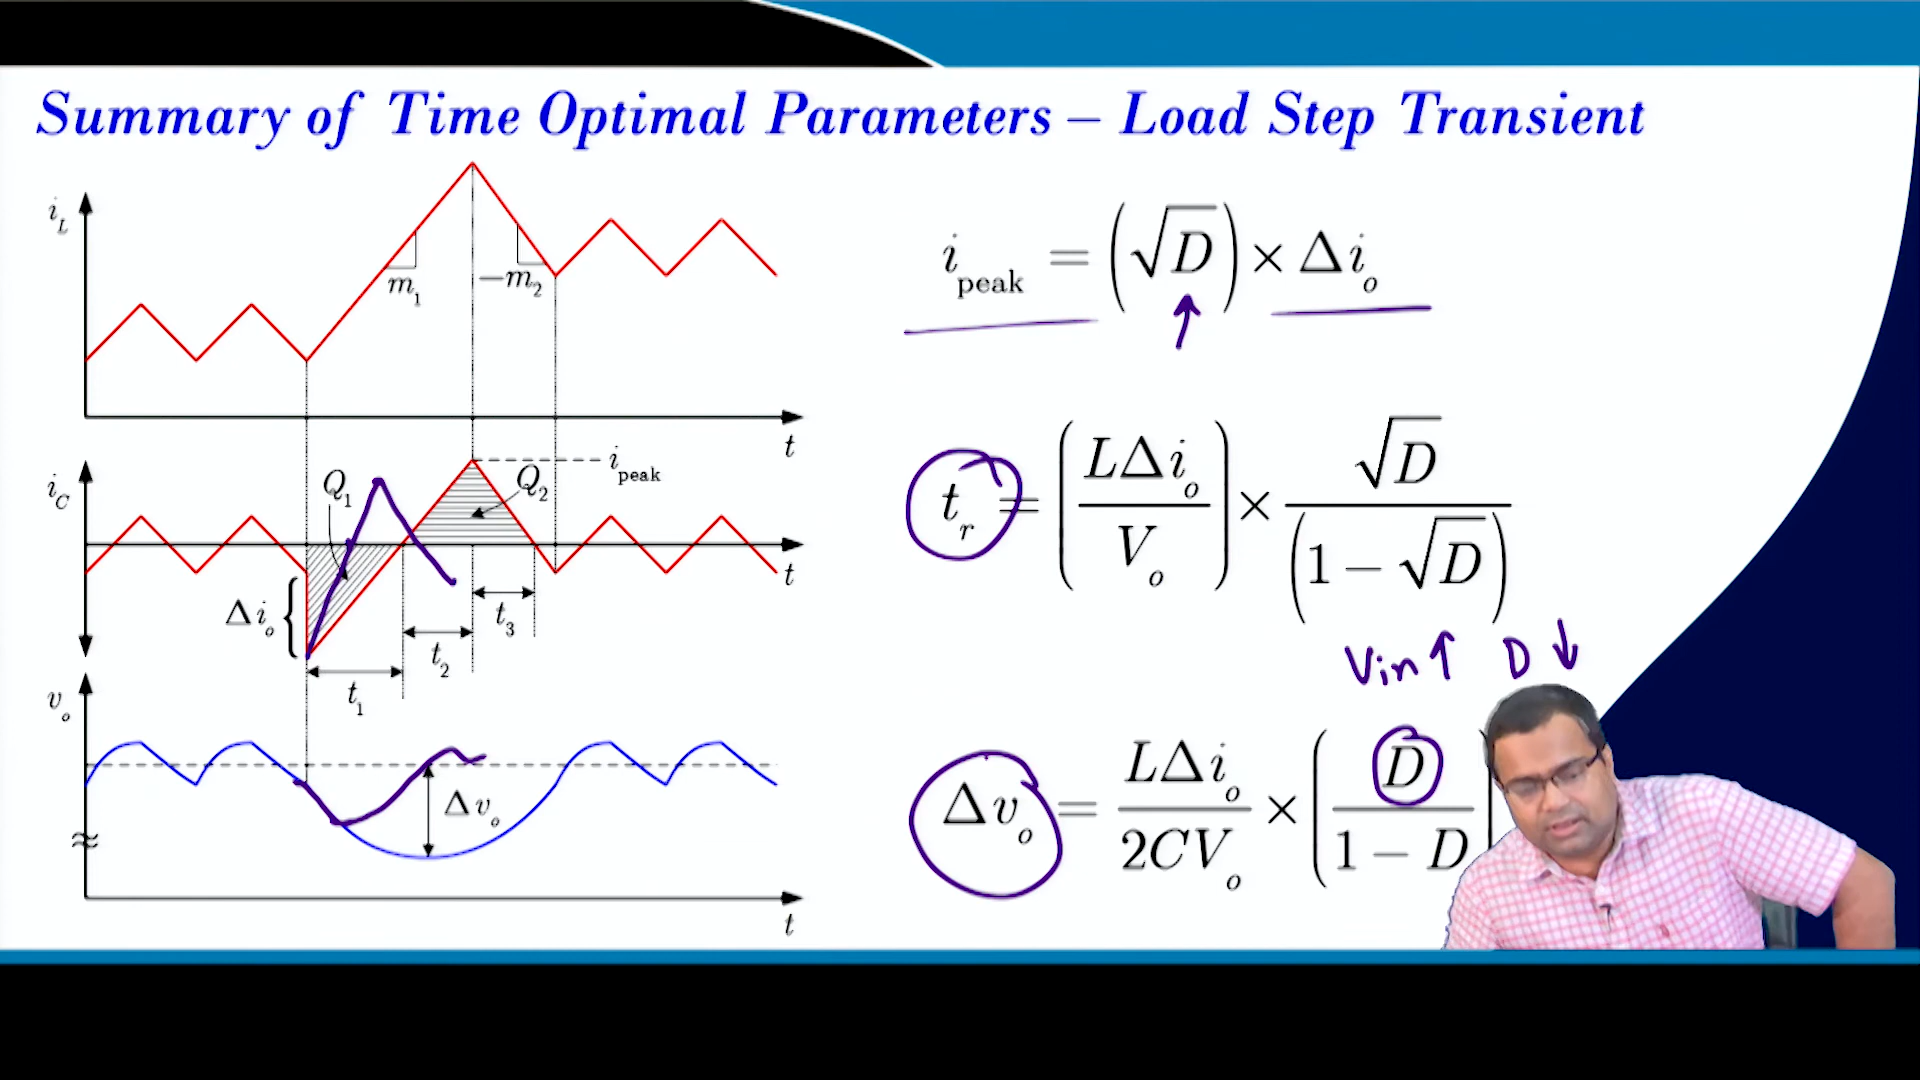 Summary of Time Optimal Parameters – Load Step Transient
i_L
m_1
−m_2
t
i_C
Q_1
Q_2
i_peak
Δi_o
t
t_1
t_2
t_3
v_o
≈
Δv_o
t
i_peak = (√D) × Δi_o
t_r = (LΔi_o / V_o) × √D / (1 − √D)
Vin ↑ D ↓
Δv_o = LΔi_o / 2CV_o × (D / 1 − D